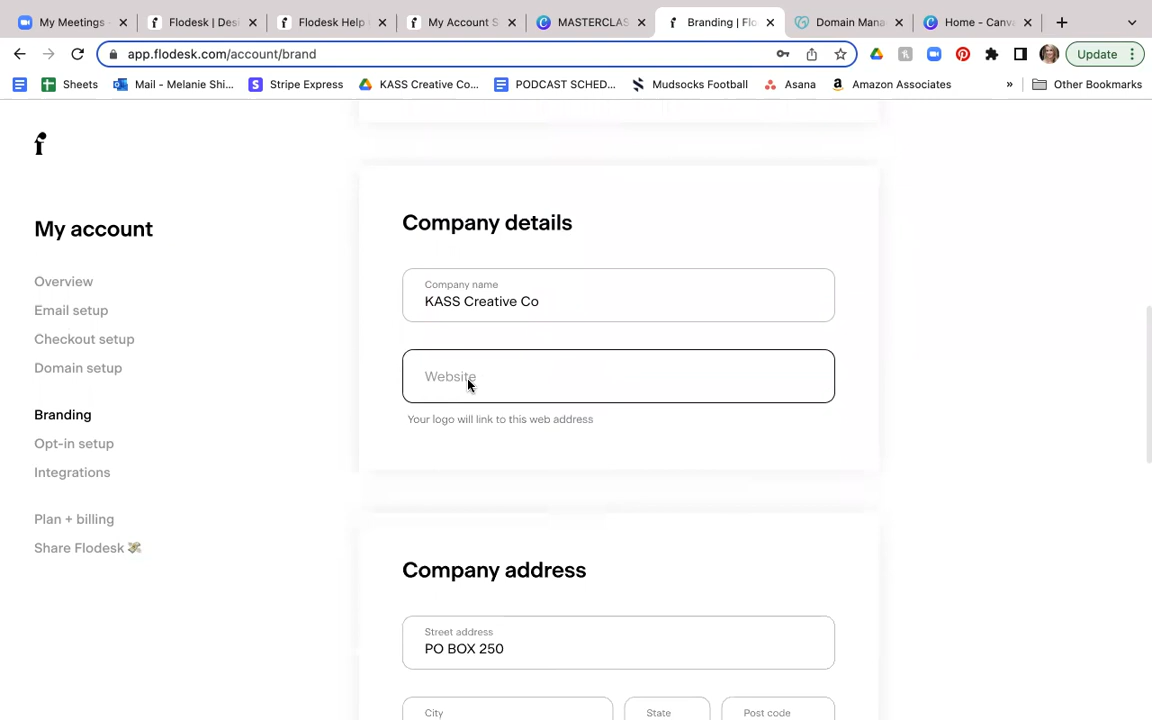 My Meetings -
Flodesk | Desi
Flodesk Help
My Account S
MASTERCLAS
Branding | Flo
Domain Mana
Home - Canva
app.flodesk.com/account/brand
Update
Sheets
Mail - Melanie Shi...
Stripe Express
KASS Creative Co...
PODCAST SCHED...
Mudsocks Football
Asana
Amazon Associates
»
Other Bookmarks
f
My account
Overview
Email setup
Checkout setup
Domain setup
Branding
Opt-in setup
Integrations
Plan + billing
Share Flodesk 💸
Company details
Company name
KASS Creative Co
Website
Your logo will link to this web address
Company address
Street address
PO BOX 250
City
State
Post code